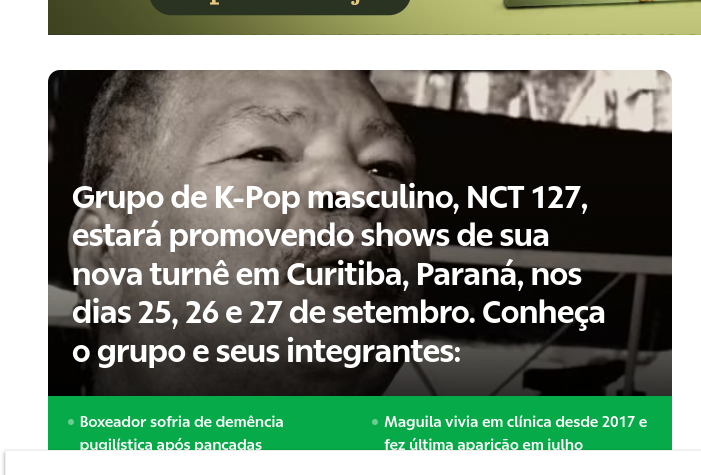 Grupo de K-Pop masculino, NCT 127,
estará promovendo shows de sua
nova turnê em Curitiba, Paraná, nos
dias 25, 26 e 27 de setembro. Conheça
o grupo e seus integrantes:
Boxeador sofria de demência
pugilística após pancadas
Maguila vivia em clínica desde 2017 e
fez última aparição em julho